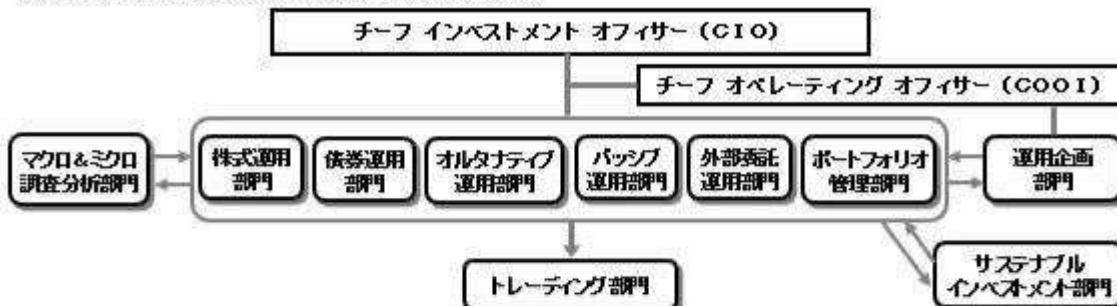 チーフ インベストメント オフィサー (CIO)
チーフ オペレーティング オフィサー (COOI)
マクロ&ミクロ
調査分析部門
株式運用
部門
債券運用
部門
オルタナティブ
運用部門
パッシブ
運用部門
外部委託
運用部門
ポートフォリオ
管理部門
運用企画
部門
トレーディング部門
サステナブル
インベストメント部門